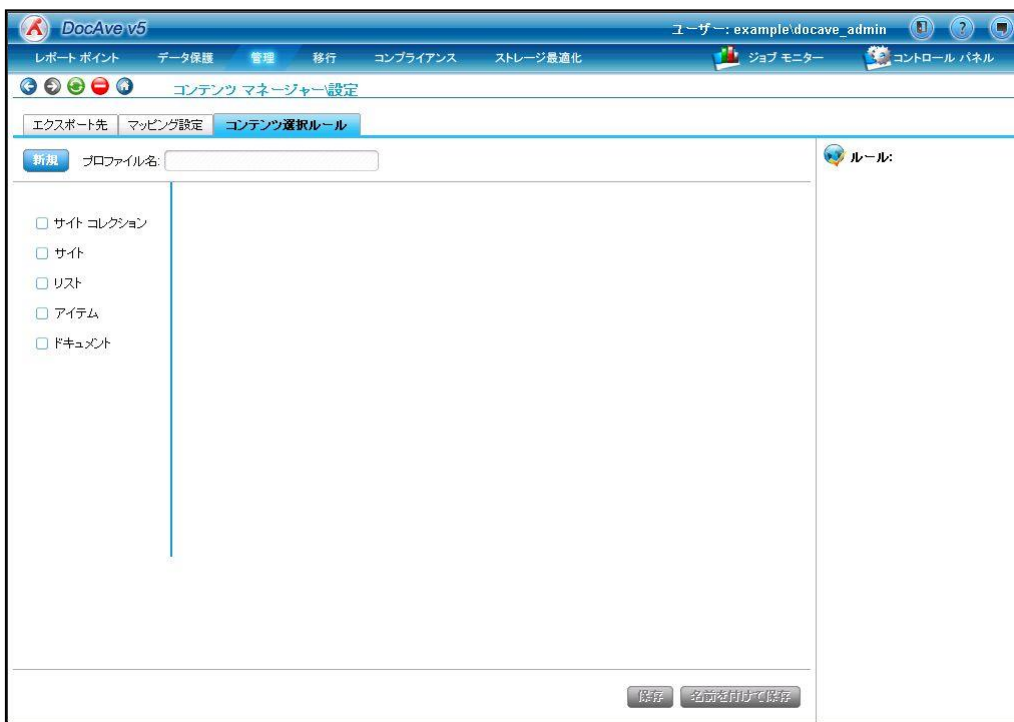 DocAve v5
ユーザー: example\docave_admin
レポート ポイント データ保護 管理 移行 コンプライアンス ストレージ最適化 ジョブ モニター コントロール パネル
コンテンツ マネージャー\設定
エクスポート先 マッピング設定 コンテンツ選択ルール
新規 プロファイル名:
ルール:
サイト コレクション
サイト
リスト
アイテム
ドキュメント
保存 名前を付けて保存